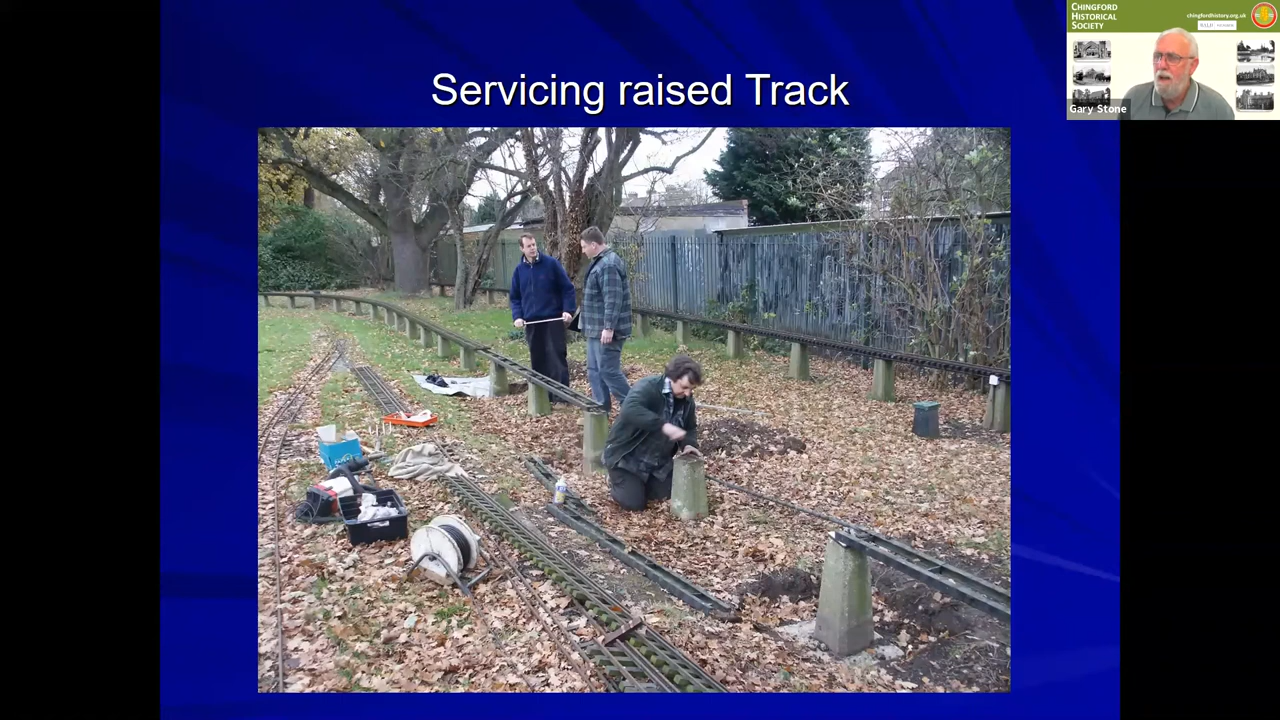 Servicing raised Track
CHINGFORD
HISTORICAL
SOCIETY
chingfordhistory.org.uk
Gary Stone